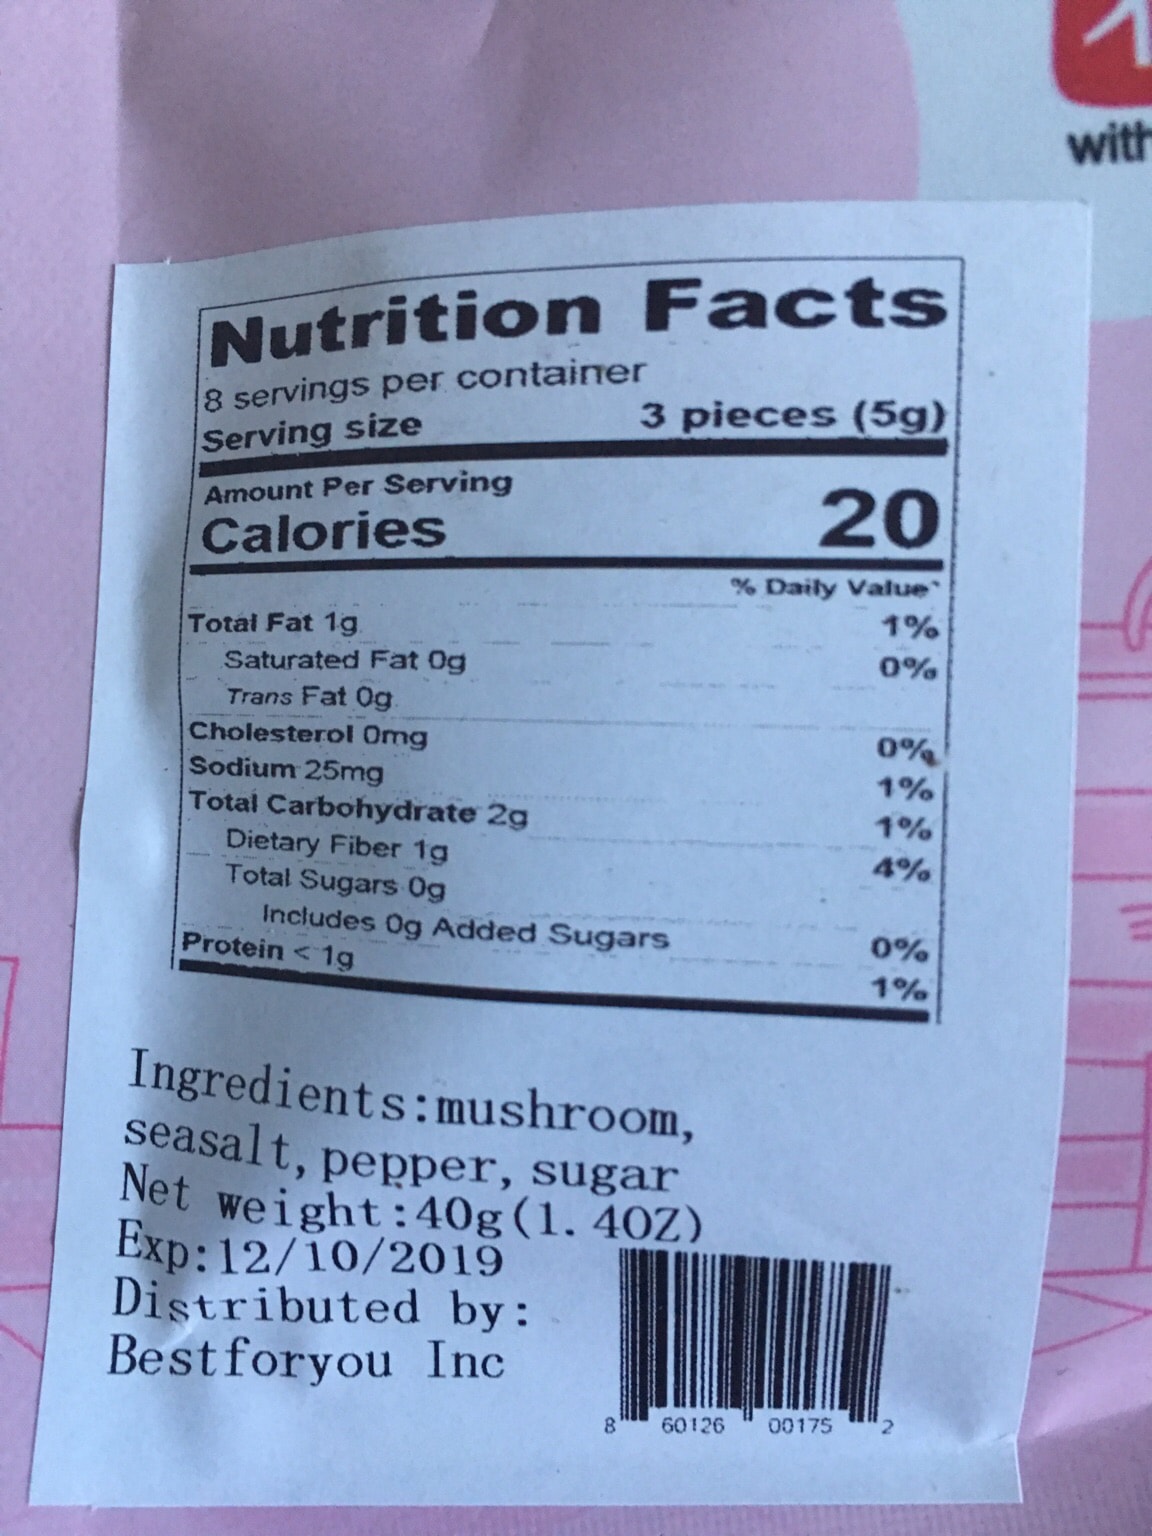 with
Nutrition Facts
8 servings per container
Serving size 3 pieces (5g)
Amount Per Serving
Calories 20
% Daily Value*
Total Fat 1g 1%
Saturated Fat 0g 0%
Trans Fat 0g
Cholesterol 0mg 0%
Sodium 25mg 1%
Total Carbohydrate 2g 1%
Dietary Fiber 1g 4%
Total Sugars 0g
Includes 0g Added Sugars 0%
Protein < 1g 1%
Ingredients:mushroom,
seasalt, pepper, sugar
Net weight:40g(1.4OZ)
Exp:12/10/2019
Distributed by:
Bestforyou Inc
8 60126 00175 2